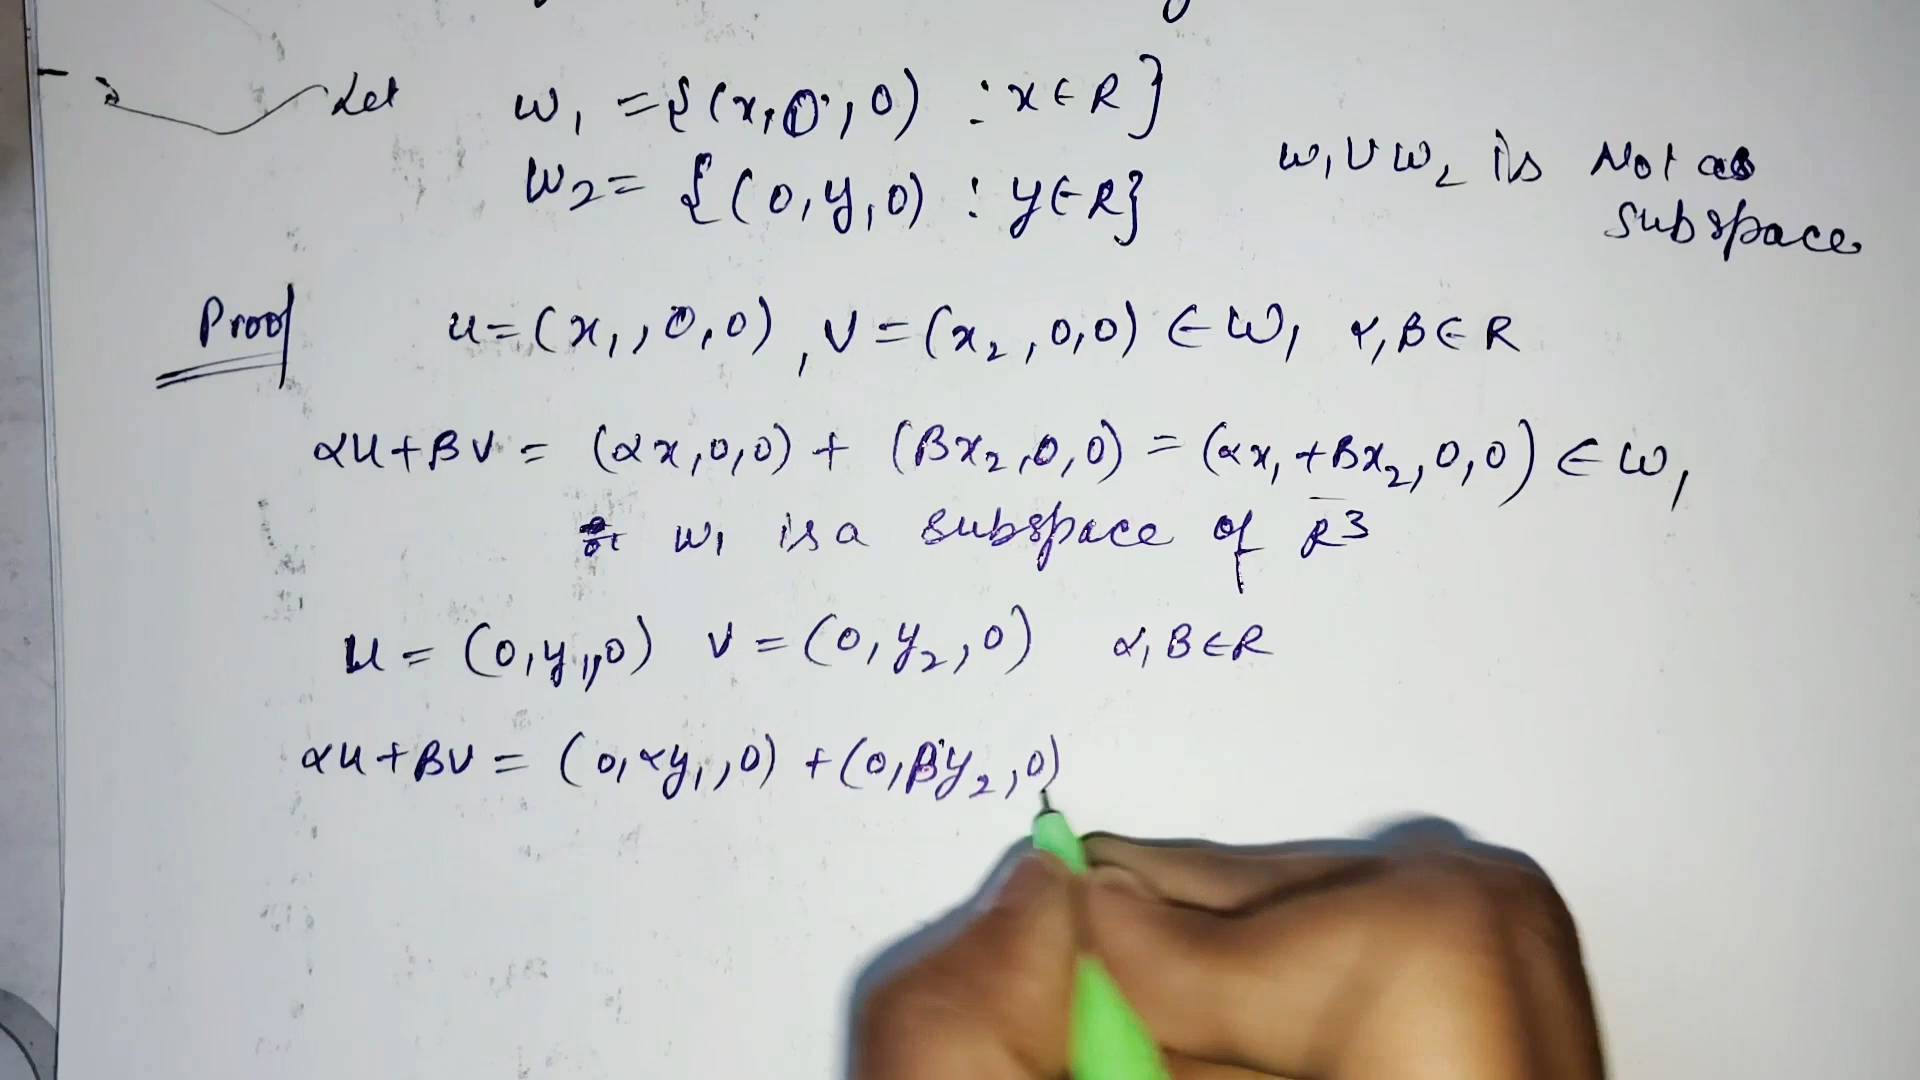 Let W₁ = {(x, 0, 0) : x ∈ R}
W₂ = {(0, y, 0) : y ∈ R}
W₁ ∪ W₂ is Not as
subspace
Proof u = (x₁, 0, 0), v = (x₂, 0, 0) ∈ W₁ α, β ∈ R
αu + βv = (αx, 0, 0) + (βx₂, 0, 0) = (αx₁ + βx₂, 0, 0) ∈ W₁
W₁ is a subspace of R3
u = (0, y₁, 0) v = (0, y₂, 0) α, β ∈ R
αu + βv = (0, αy₁, 0) + (0, βy₂, 0)